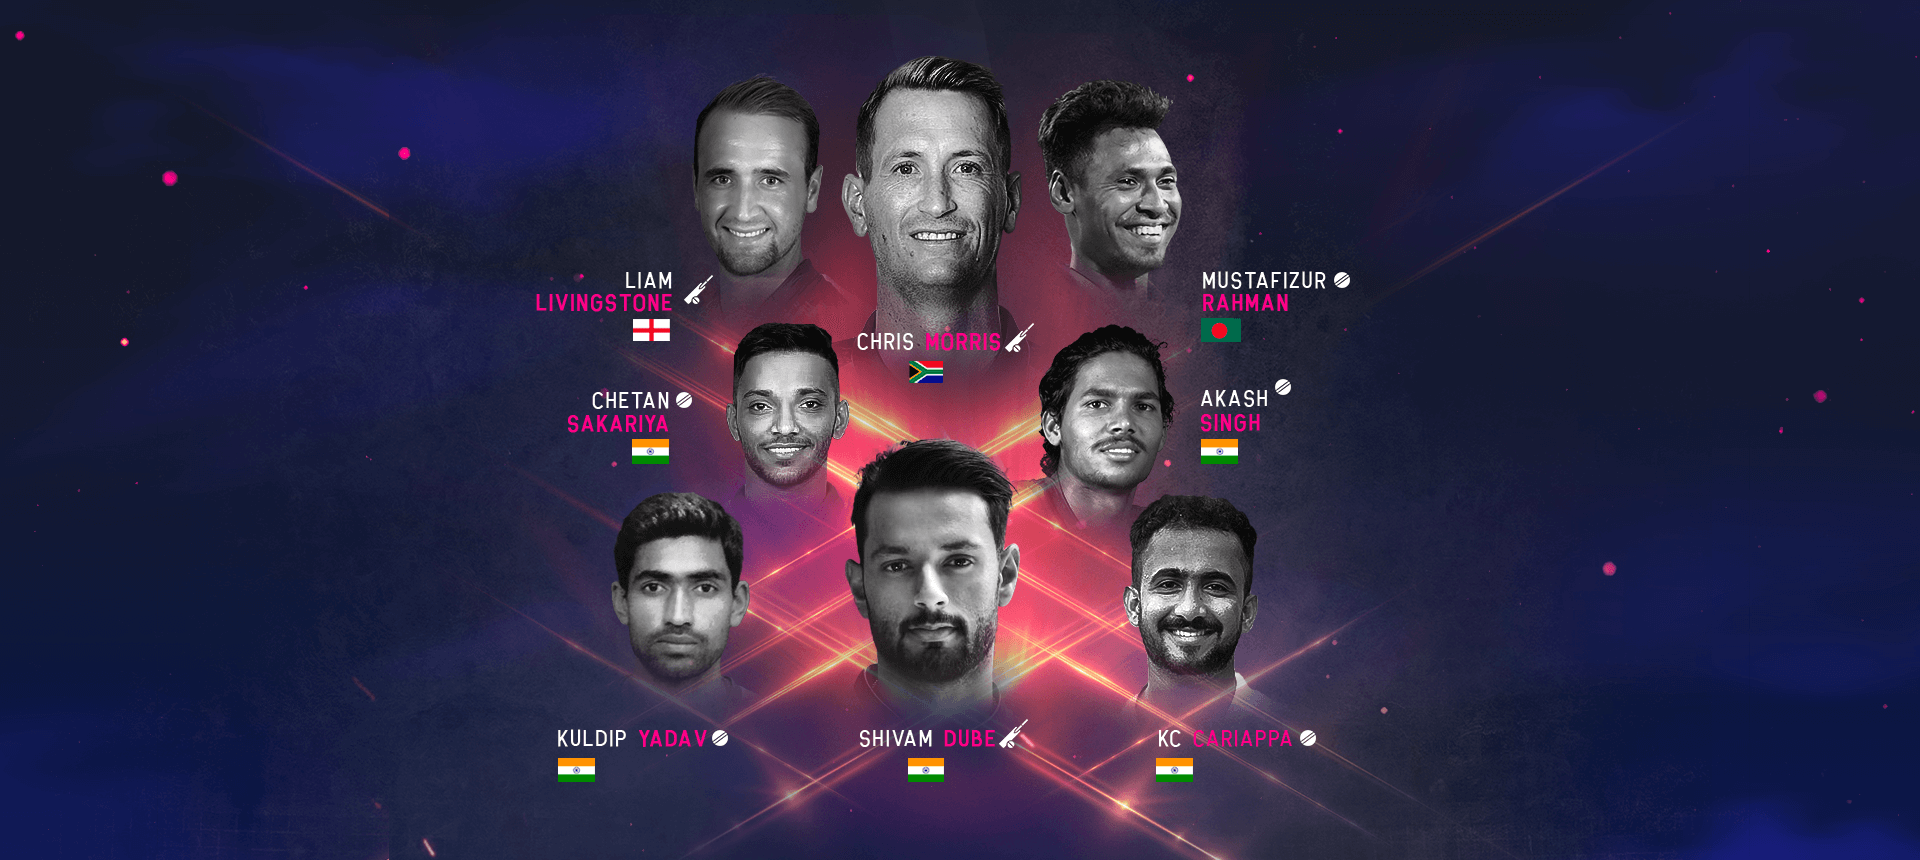 LIAM
LIVINGSTONE
MUSTAFIZUR
RAHMAN
CHRIS MORRIS
CHETAN
SAKARIYA
AKASH
SINGH
KULDIP YADAV
SHIVAM DUBE
KC CARIAPPA